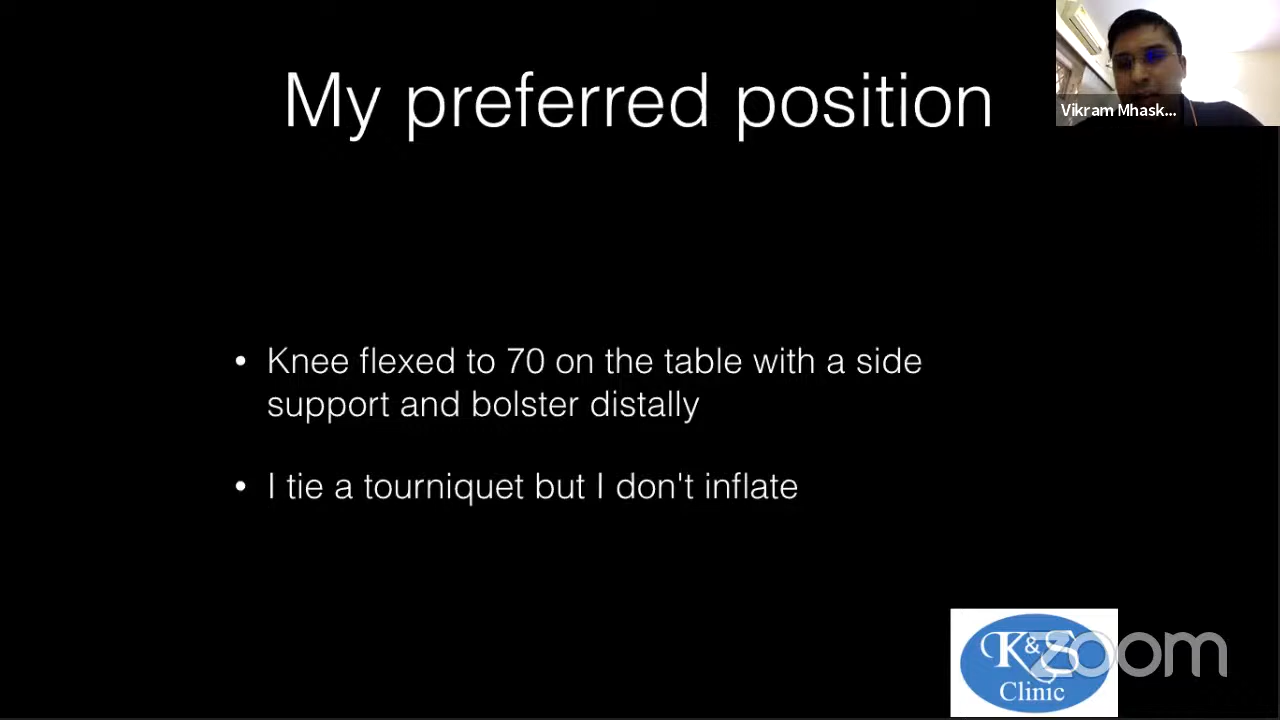 My preferred position
Vikram Mhask...
• Knee flexed to 70 on the table with a side
support and bolster distally
• I tie a tourniquet but I don't inflate
K&S
Clinic
zoom